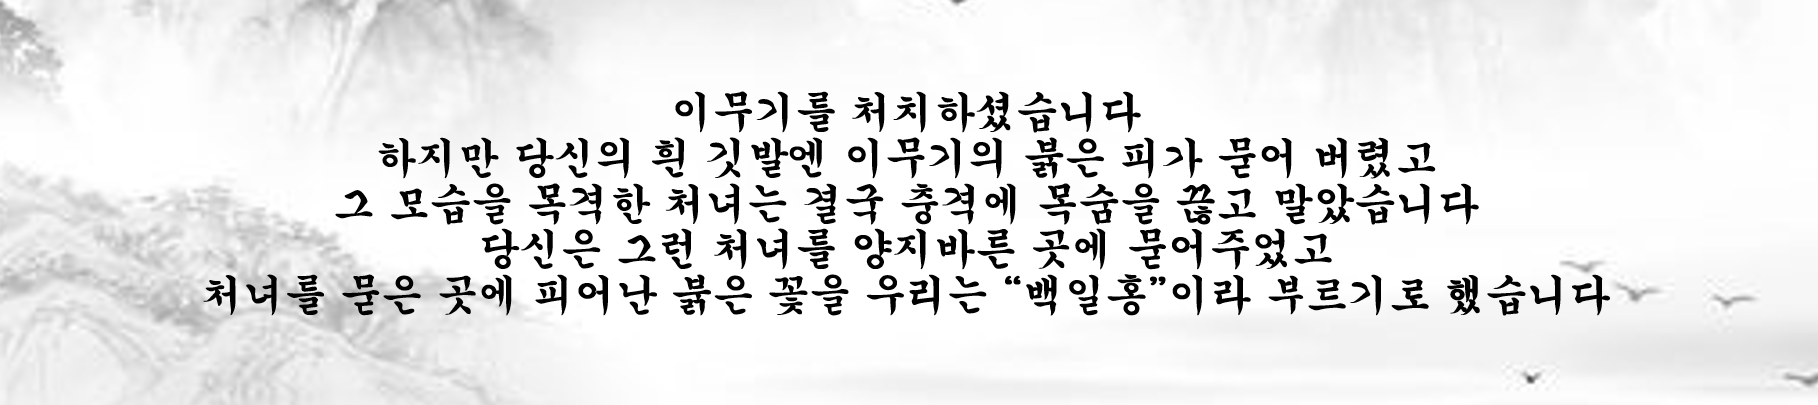 이무기를 처치하셨습니다
하지만 당신의 흰 깃발엔 이무기의 붉은 피가 묻어 버렸고
그 모습을 목격한 처녀는 결국 충격에 목숨을 끊고 말았습니다
당신은 그런 처녀를 양지바른 곳에 묻어주었고
처녀를 묻은 곳에 피어난 붉은 꽃을 우리는 “백일홍”이라 부르기로 했습니다